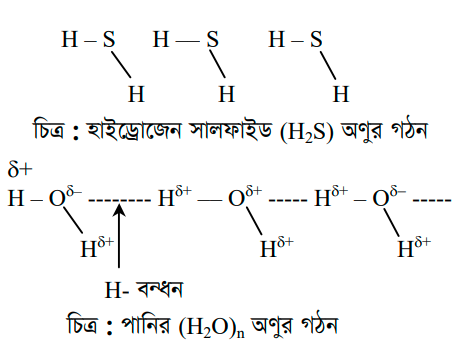 H – S H — S H – S
H H H
চিত্র : হাইড্রোজেন সালফাইড (H₂S) অণুর গঠন
δ+
H – Oδ– -------- Hδ+ — Oδ+ ----- Hδ+ – Oδ– -----
Hδ+ Hδ+ Hδ+
H- বন্ধন
চিত্র : পানির (H₂O)ₙ অণুর গঠন